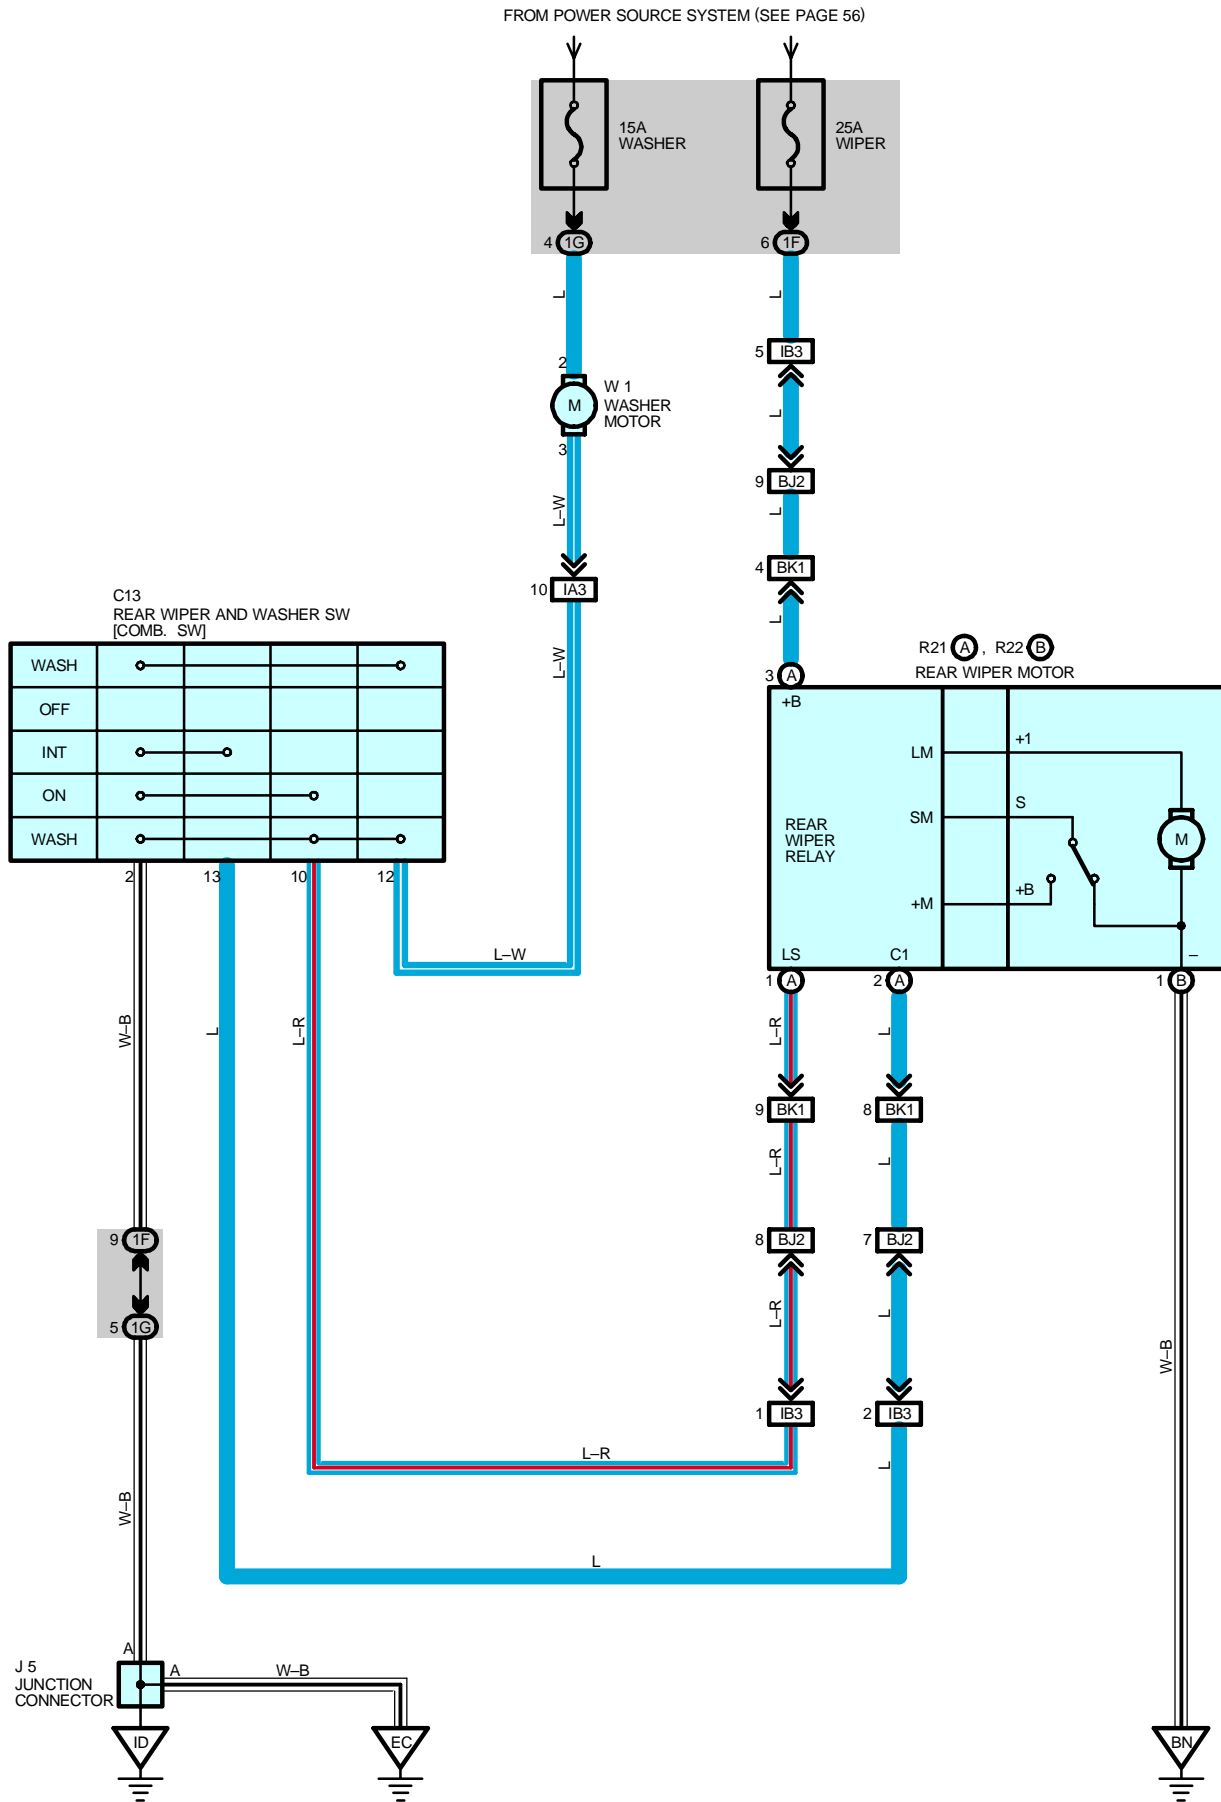 FROM POWER SOURCE SYSTEM (SEE PAGE 56)
15A
WASHER
25A
WIPER
4 1G
6 1F
L
L
5 IB3
2
M
W 1
WASHER
MOTOR
3
L
9 BJ2
L–W
L
10 IA3
4 BK1
L
C13
REAR WIPER AND WASHER SW
[COMB. SW]
L–W
R21 A , R22 B
REAR WIPER MOTOR
3 A
WASH
OFF
INT
ON
WASH
+B
LM
+1
SM
S
REAR
WIPER
RELAY
M
+M
+B
LS
C1
–
2
13
10
12
L–W
1 A
2 A
1 B
W–B
L
L–R
L–R
L
9 BK1
8 BK1
L–R
L
9 1F
8 BJ2
7 BJ2
5 1G
L–R
L
W–B
1 IB3
2 IB3
L–R
L
W–B
L
A
J 5
JUNCTION
CONNECTOR
A
W–B
ID
EC
BN